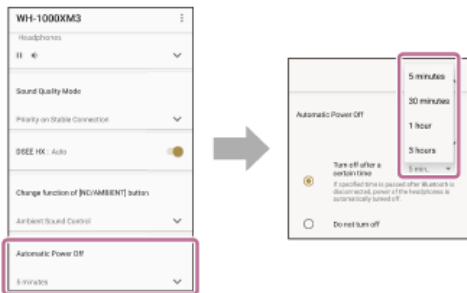 WH-1000XM3
Headphones
Sound Quality Mode
Priority on Stable Connection
DSEE HX : Auto
Change function of [NC/AMBIENT] button
Ambient Sound Control
Automatic Power Off
5 minutes
5 minutes
30 minutes
1 hour
3 hours
Automatic Power Off
Turn off after a
certain time
5 min.
If specified time is passed after Bluetooth is
disconnected, power of the headphones is
automatically turned off.
Do not turn off